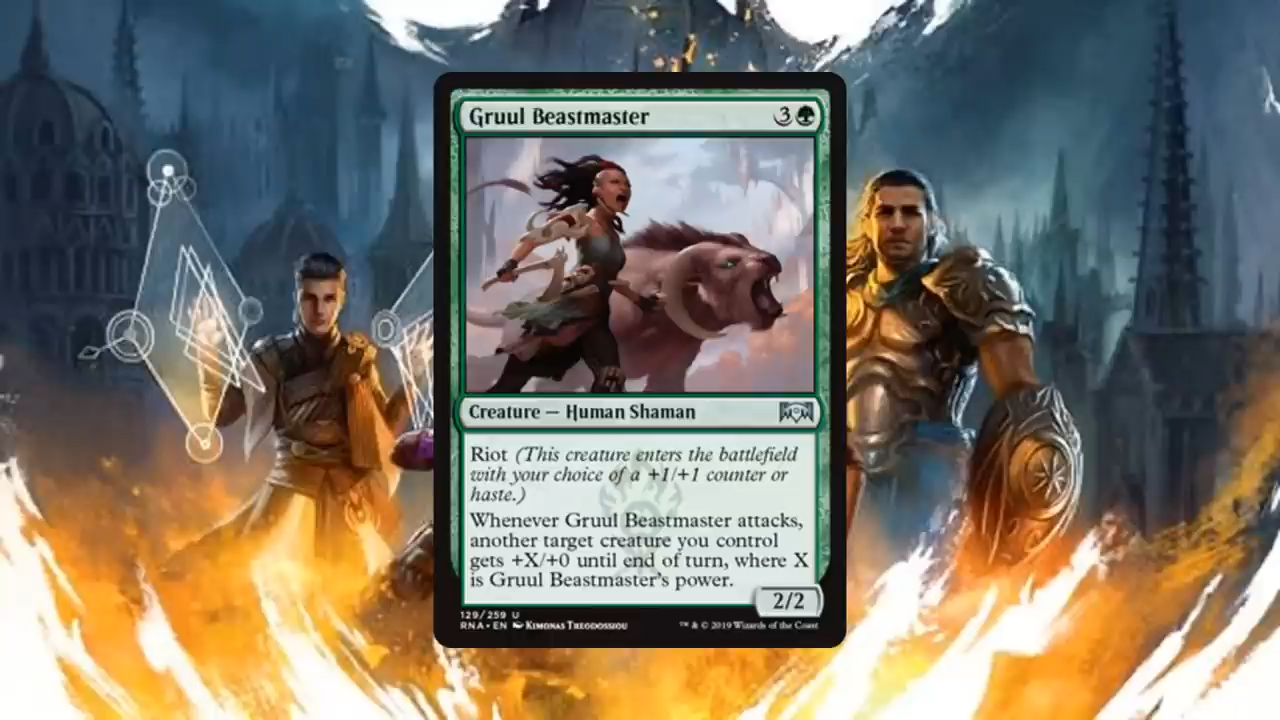 Gruul Beastmaster 3
Creature — Human Shaman
Riot (This creature enters the battlefield
with your choice of a +1/+1 counter or
haste.)
Whenever Gruul Beastmaster attacks,
another target creature you control
gets +X/+0 until end of turn, where X
is Gruul Beastmaster's power.
2/2
129/259 U
RNA • EN Kimonas Theodossiou
™ & © 2019 Wizards of the Coast